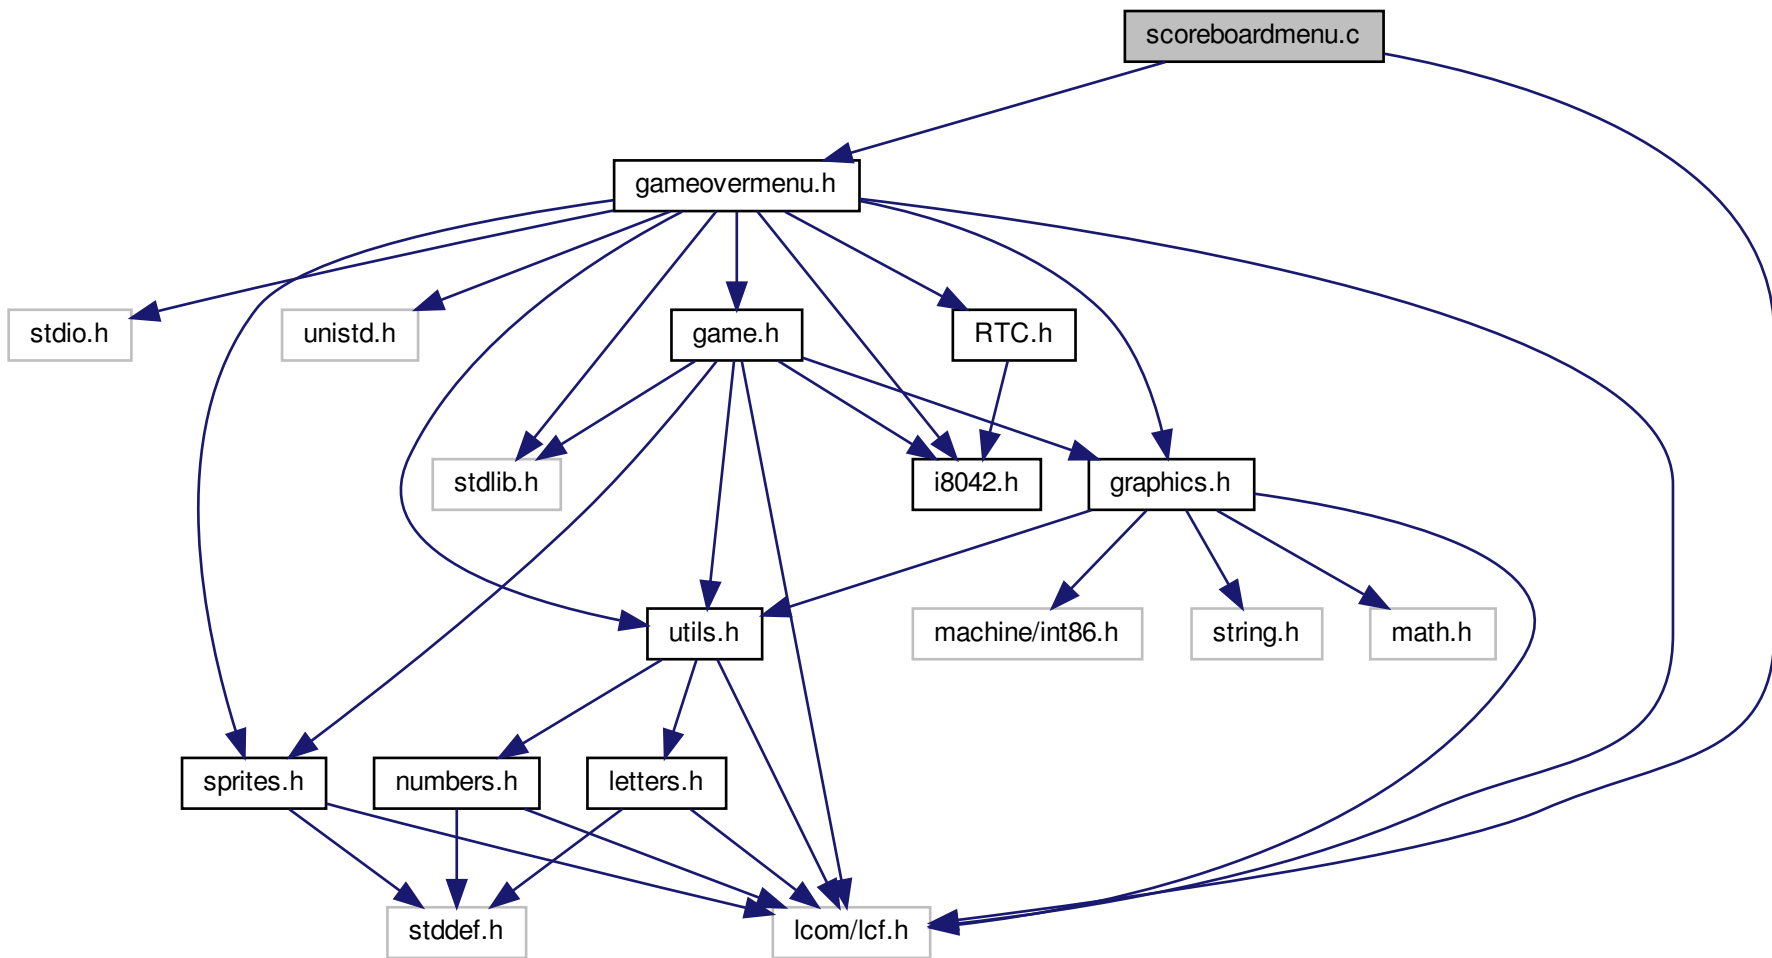 scoreboardmenu.c
gameovermenu.h
stdio.h
unistd.h
game.h
RTC.h
stdlib.h
i8042.h
graphics.h
utils.h
machine/int86.h
string.h
math.h
sprites.h
numbers.h
letters.h
stddef.h
lcom/lcf.h